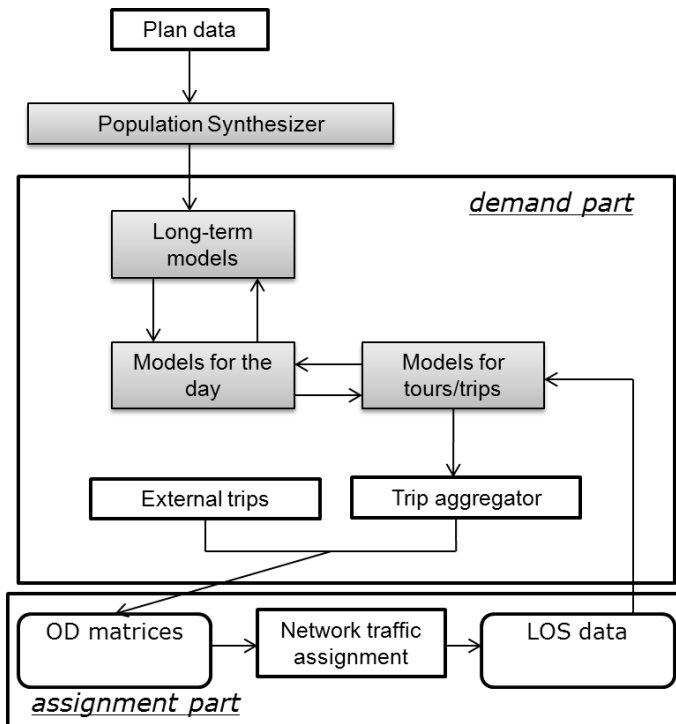 Plan data
Population Synthesizer
demand part
Long-term
models
Models for the
day
Models for
tours/trips
External trips
Trip aggregator
OD matrices
Network traffic
assignment
LOS data
assignment part